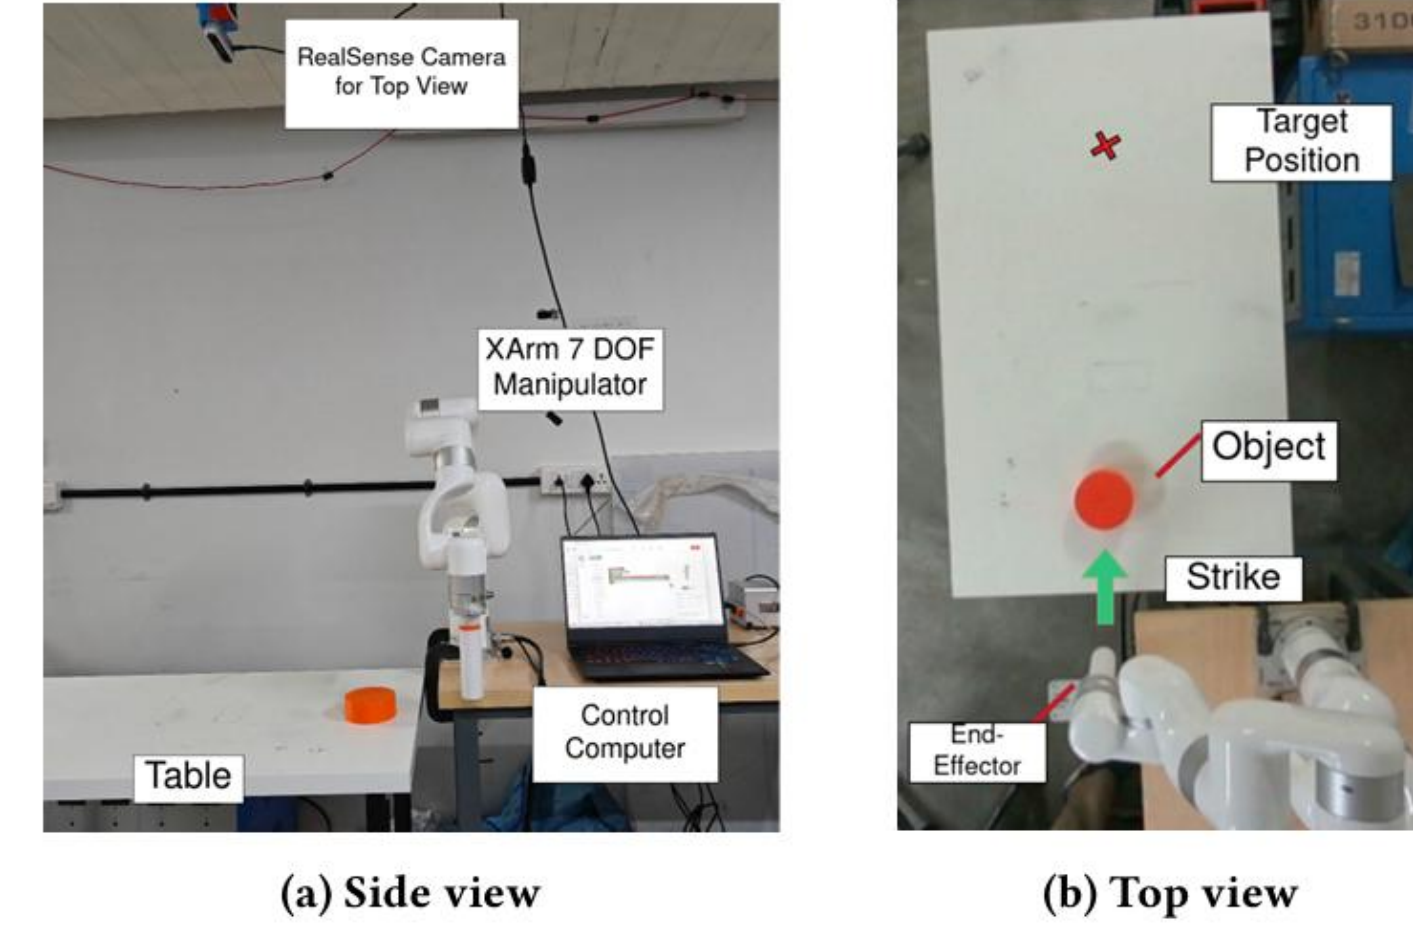 RealSense Camera
for Top View
XArm 7 DOF
Manipulator
Control
Computer
Table
(a) Side view
Target
Position
Object
Strike
End-
Effector
(b) Top view